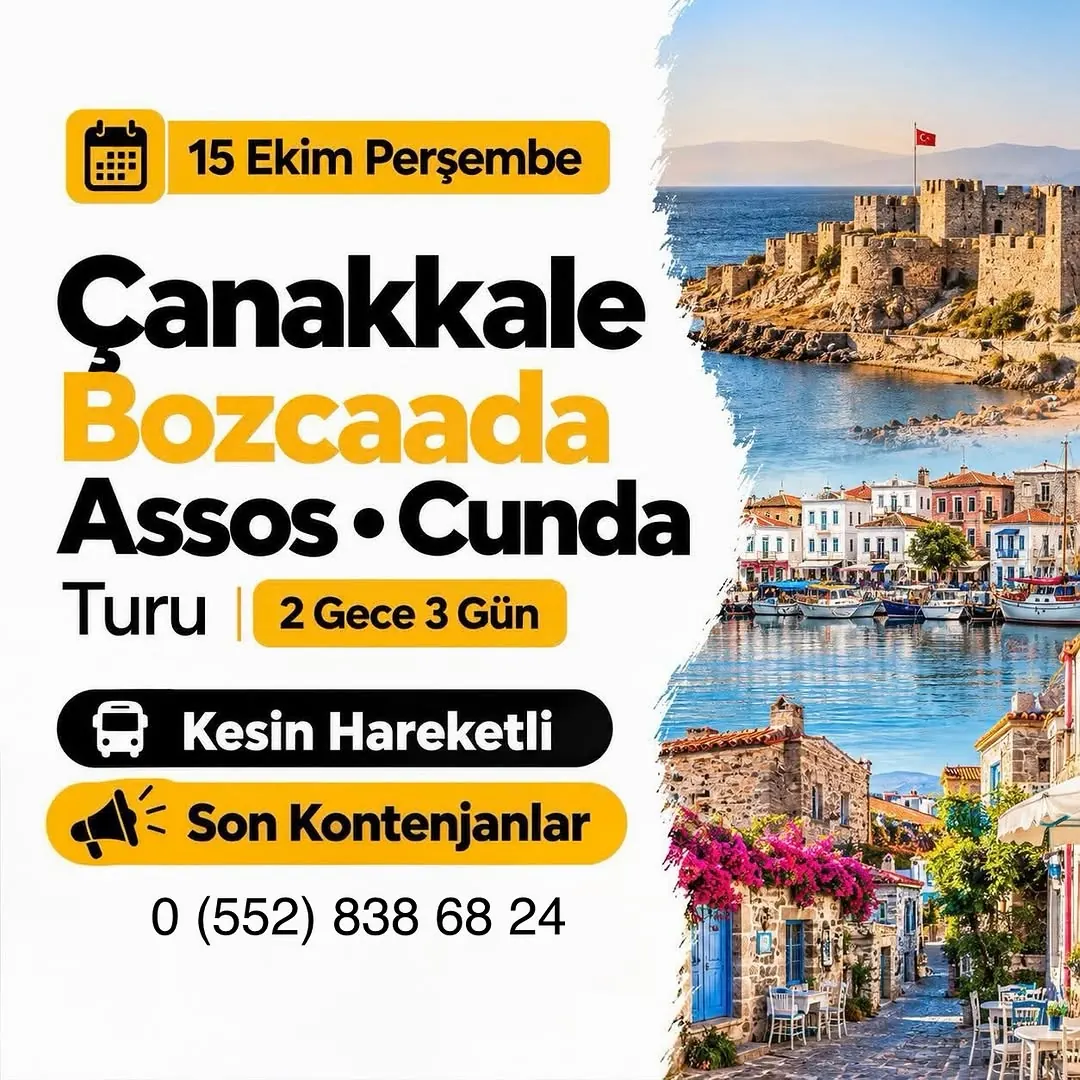 15 Ekim Perşembe
Çanakkale
Bozcaada
Assos • Cunda
Turu | 2 Gece 3 Gün
Kesin Hareketli
Son Kontenjanlar
0 (552) 838 68 24